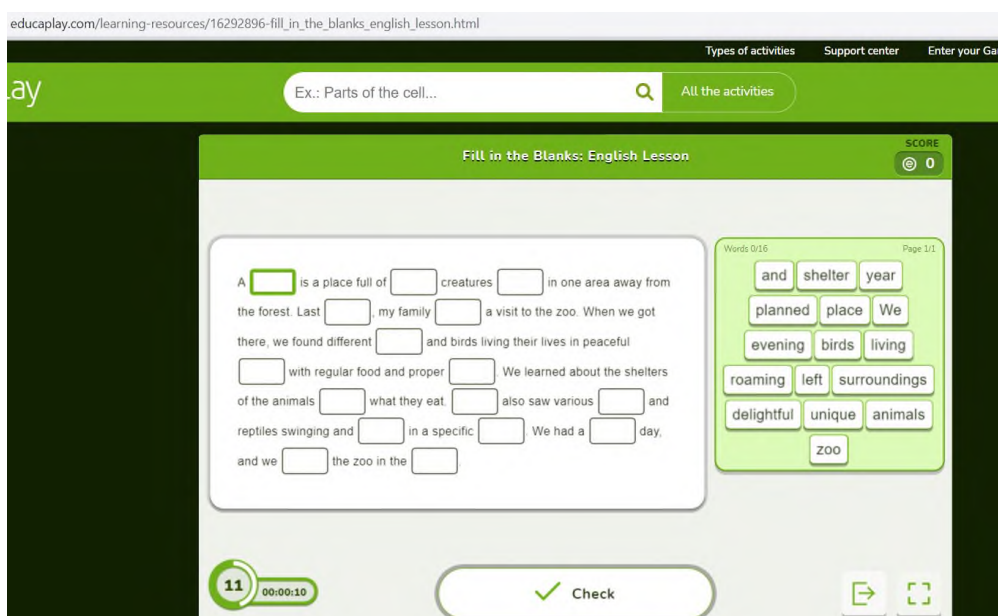 educaplay.com/learning-resources/16292896-fill_in_the_blanks_english_lesson.html
Types of activities Support center Enter your Ga
ay Ex.: Parts of the cell... All the activities
Fill in the Blanks: English Lesson
SCORE
0
Words 0/16 Page 1/1
and shelter year
planned place We
evening birds living
roaming left surroundings
delightful unique animals
zoo
A is a place full of creatures in one area away from
the forest. Last , my family a visit to the zoo. When we got
there, we found different and birds living their lives in peaceful
with regular food and proper . We learned about the shelters
of the animals what they eat. also saw various and
reptiles swinging and in a specific . We had a day,
and we the zoo in the .
11 00:00:10
Check